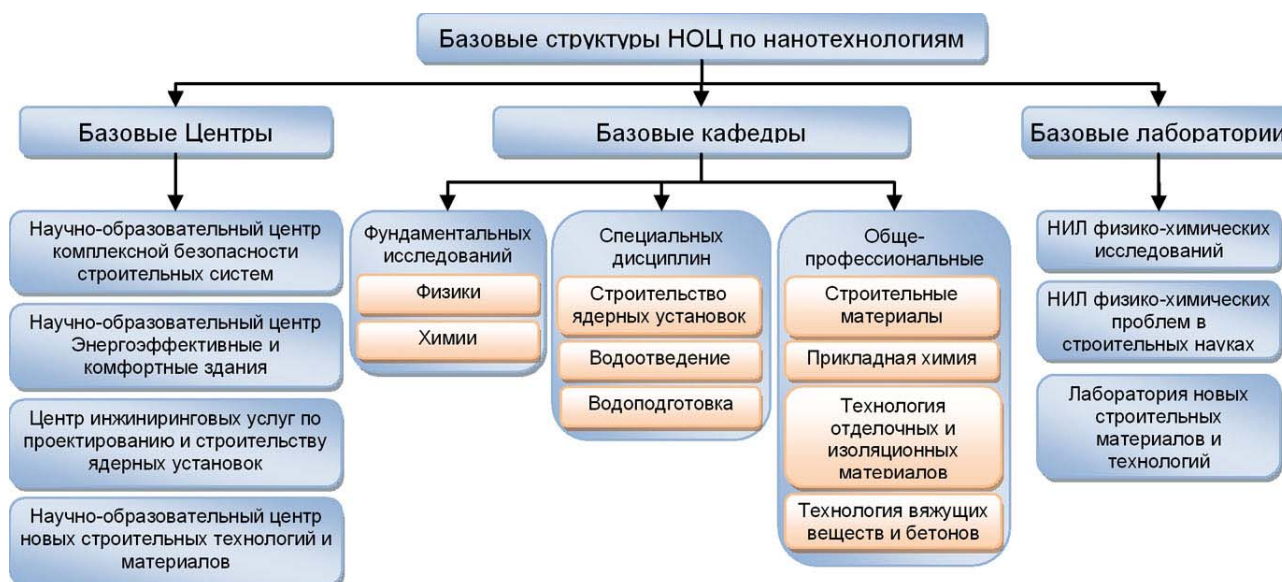 Базовые структуры НОЦ по нанотехнологиям
Базовые Центры
Базовые кафедры
Базовые лаборатории
Научно-образовательный центр
комплексной безопасности
строительных систем
Научно-образовательный центр
Энергоэффективные и
комфортные здания
Центр инжиниринговых услуг по
проектированию и строительству
ядерных установок
Научно-образовательный центр
новых строительных технологий и
материалов
Фундаментальных
исследований
Физики
Химии
Специальных
дисциплин
Строительство
ядерных установок
Водоотведение
Водоподготовка
Обще-
профессиональные
Строительные
материалы
Прикладная химия
Технология
отделочных и
изоляционных
материалов
Технология вяжущих
веществ и бетонов
НИЛ физико-химических
исследований
НИЛ физико-химических
проблем в
строительных науках
Лаборатория новых
строительных
материалов и
технологий